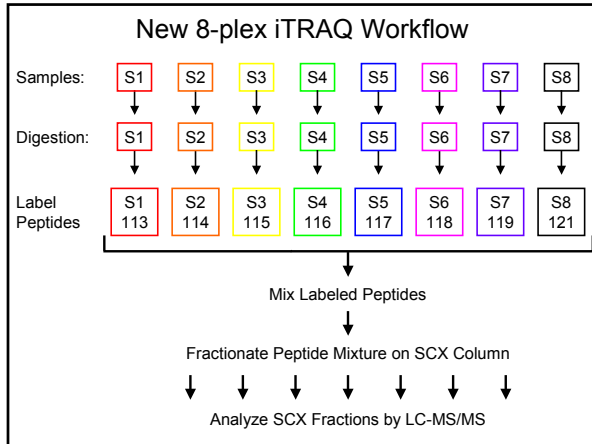 New 8-plex iTRAQ Workflow
Samples: S1 S2 S3 S4 S5 S6 S7 S8
Digestion: S1 S2 S3 S4 S5 S6 S7 S8
Label Peptides
S1 113
S2 114
S3 115
S4 116
S5 117
S6 118
S7 119
S8 121
Mix Labeled Peptides
Fractionate Peptide Mixture on SCX Column
Analyze SCX Fractions by LC-MS/MS